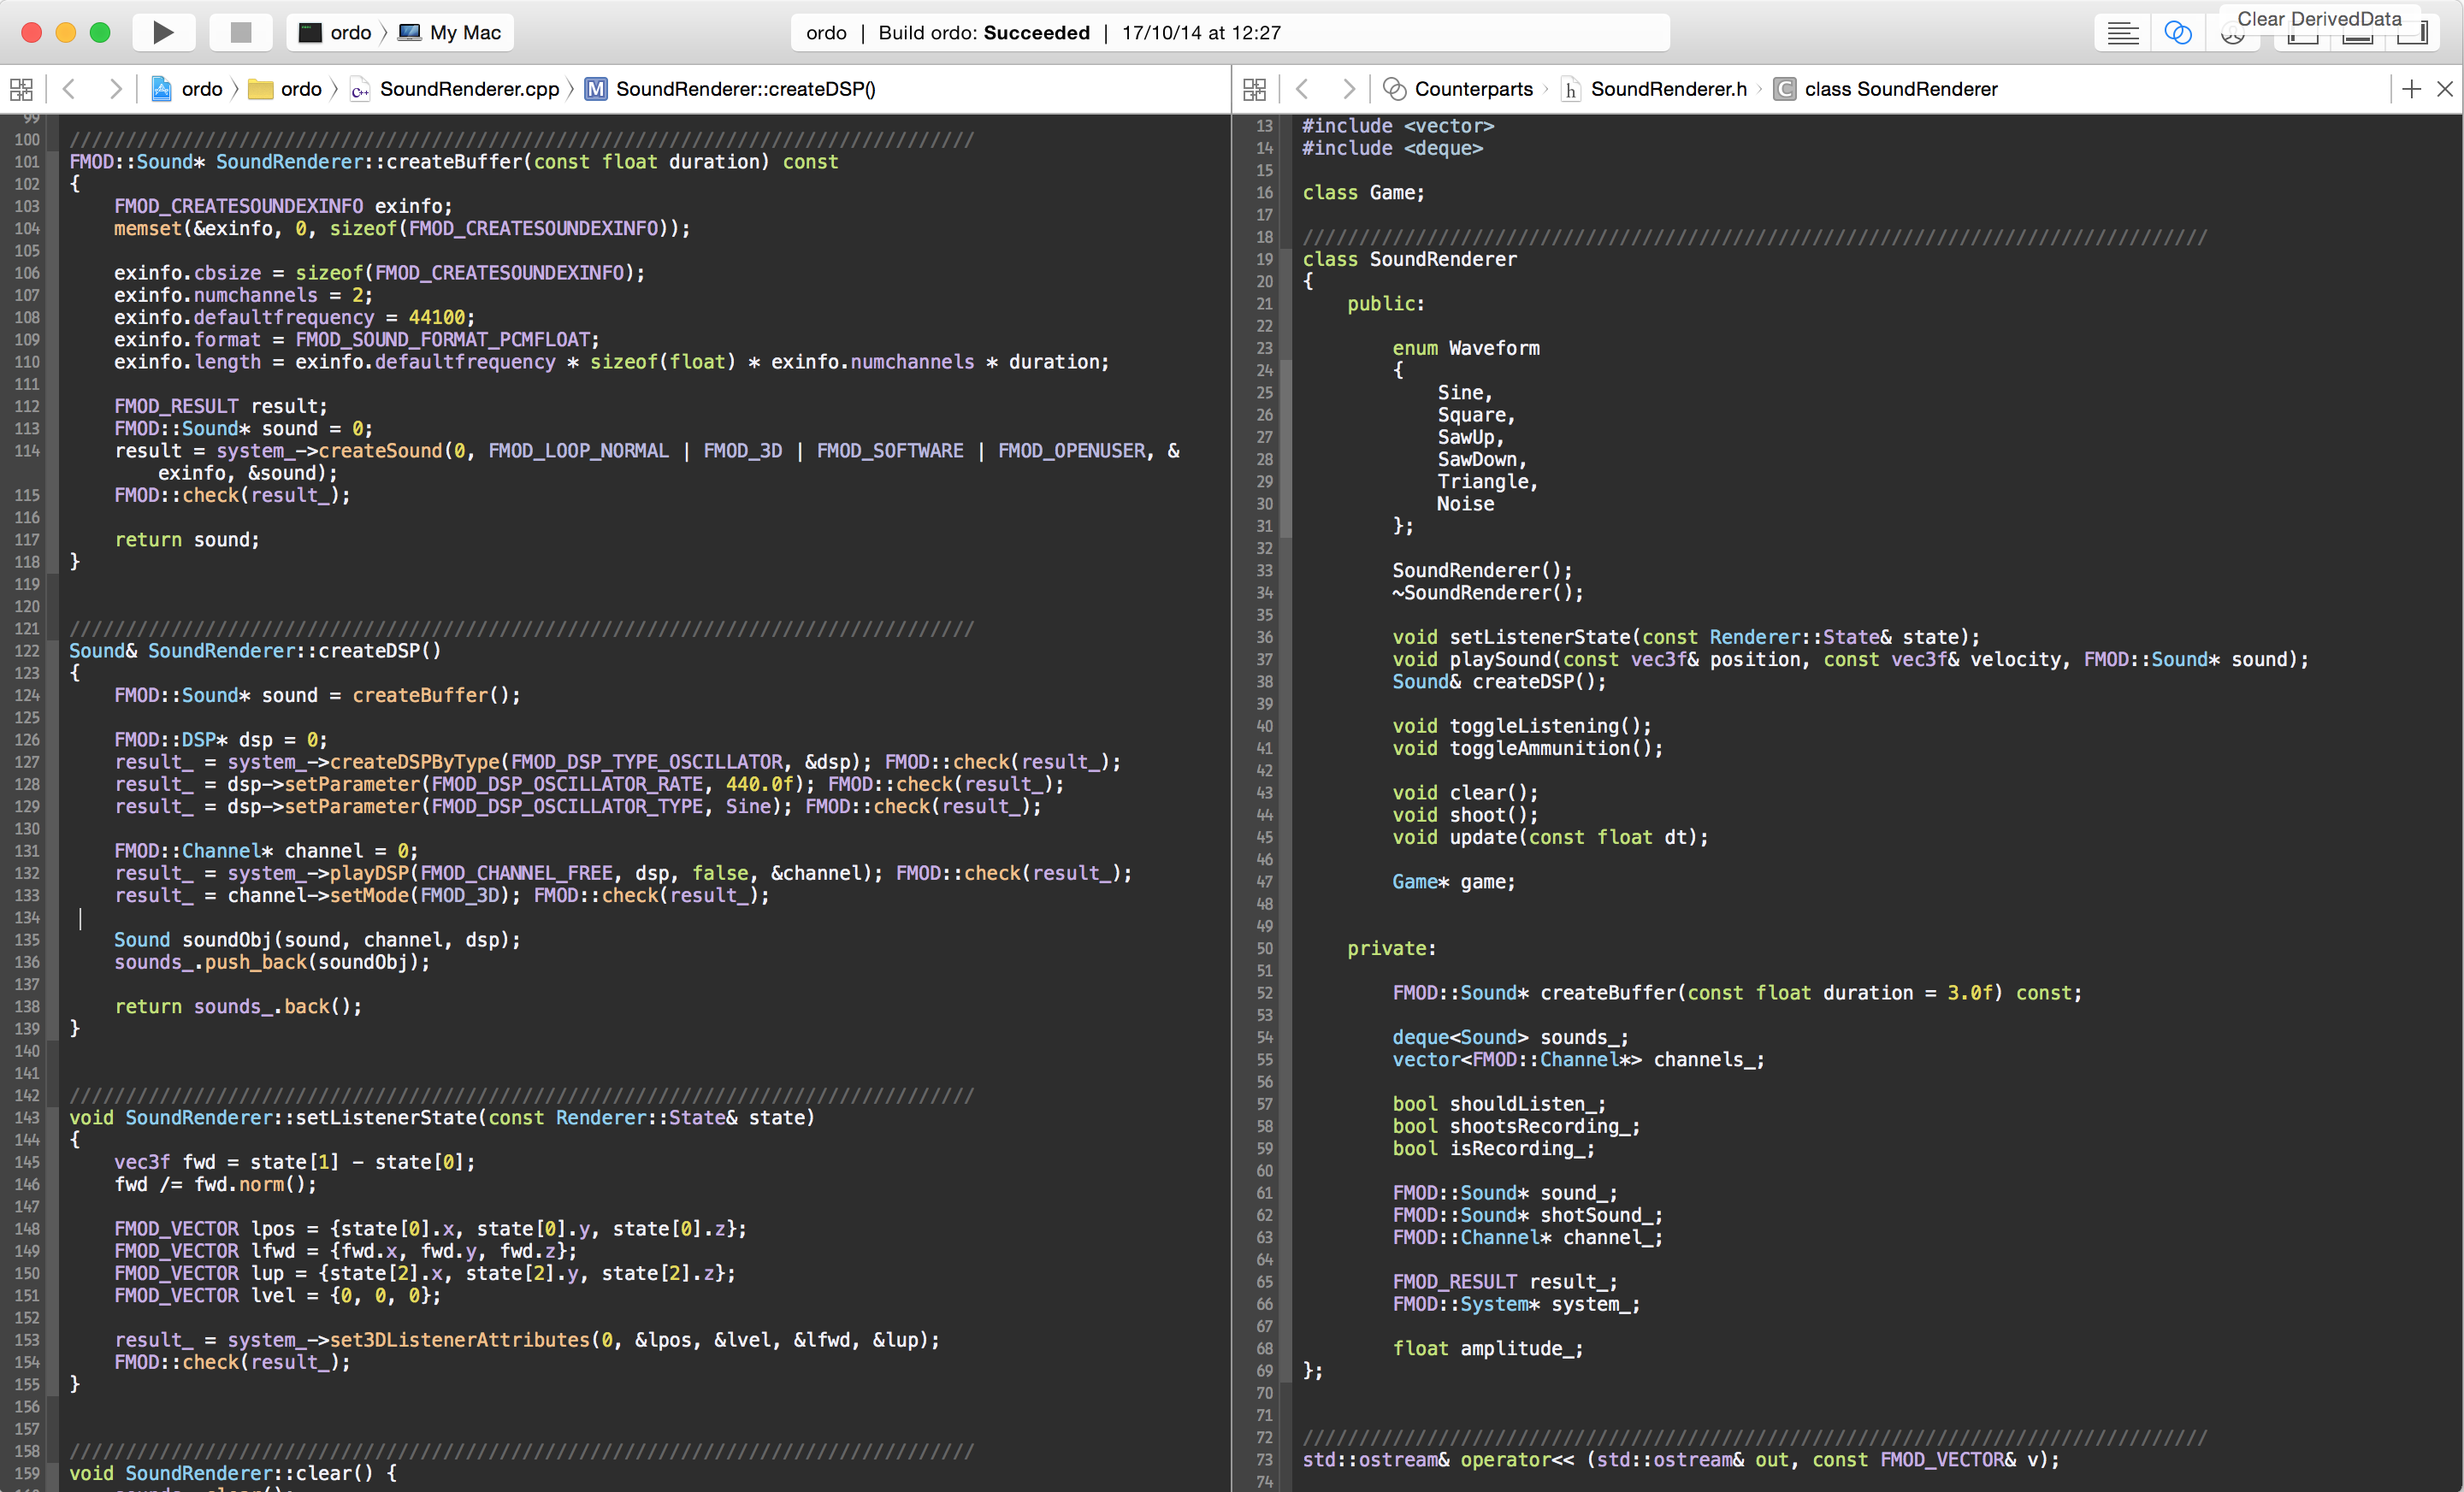 ordo My Mac
ordo | Build ordo: Succeeded | 17/10/14 at 12:27
Clear DerivedData
ordo ordo SoundRenderer.cpp M SoundRenderer::createDSP()
99
100 ////////////////////////////////////////////////////////////////////////////////
101 FMOD::Sound* SoundRenderer::createBuffer(const float duration) const
102 {
103 FMOD_CREATESOUNDEXINFO exinfo;
104 memset(&exinfo, 0, sizeof(FMOD_CREATESOUNDEXINFO));
105
106 exinfo.cbsize = sizeof(FMOD_CREATESOUNDEXINFO);
107 exinfo.numchannels = 2;
108 exinfo.defaultfrequency = 44100;
109 exinfo.format = FMOD_SOUND_FORMAT_PCMFLOAT;
110 exinfo.length = exinfo.defaultfrequency * sizeof(float) * exinfo.numchannels * duration;
111
112 FMOD_RESULT result;
113 FMOD::Sound* sound = 0;
114 result = system_->createSound(0, FMOD_LOOP_NORMAL | FMOD_3D | FMOD_SOFTWARE | FMOD_OPENUSER, &
exinfo, &sound);
115 FMOD::check(result_);
116
117 return sound;
118 }
119
120
121 ////////////////////////////////////////////////////////////////////////////////
122 Sound& SoundRenderer::createDSP()
123 {
124 FMOD::Sound* sound = createBuffer();
125
126 FMOD::DSP* dsp = 0;
127 result_ = system_->createDSPByType(FMOD_DSP_TYPE_OSCILLATOR, &dsp); FMOD::check(result_);
128 result_ = dsp->setParameter(FMOD_DSP_OSCILLATOR_RATE, 440.0f); FMOD::check(result_);
129 result_ = dsp->setParameter(FMOD_DSP_OSCILLATOR_TYPE, Sine); FMOD::check(result_);
130
131 FMOD::Channel* channel = 0;
132 result_ = system_->playDSP(FMOD_CHANNEL_FREE, dsp, false, &channel); FMOD::check(result_);
133 result_ = channel->setMode(FMOD_3D); FMOD::check(result_);
134
135 Sound soundObj(sound, channel, dsp);
136 sounds_.push_back(soundObj);
137
138 return sounds_.back();
139 }
140
141
142 ////////////////////////////////////////////////////////////////////////////////
143 void SoundRenderer::setListenerState(const Renderer::State& state)
144 {
145 vec3f fwd = state[1] - state[0];
146 fwd /= fwd.norm();
147
148 FMOD_VECTOR lpos = {state[0].x, state[0].y, state[0].z};
149 FMOD_VECTOR lfwd = {fwd.x, fwd.y, fwd.z};
150 FMOD_VECTOR lup = {state[2].x, state[2].y, state[2].z};
151 FMOD_VECTOR lvel = {0, 0, 0};
152
153 result_ = system_->set3DListenerAttributes(0, &lpos, &lvel, &lfwd, &lup);
154 FMOD::check(result_);
155 }
156
157
158 ////////////////////////////////////////////////////////////////////////////////
159 void SoundRenderer::clear() {
Counterparts h SoundRenderer.h C class SoundRenderer
13 #include <vector>
14 #include <deque>
15
16 class Game;
17
18 ////////////////////////////////////////////////////////////////////////////////
19 class SoundRenderer
20 {
21 public:
22
23 enum Waveform
24 {
25 Sine,
26 Square,
27 SawUp,
28 SawDown,
29 Triangle,
30 Noise
31 };
32
33 SoundRenderer();
34 ~SoundRenderer();
35
36 void setListenerState(const Renderer::State& state);
37 void playSound(const vec3f& position, const vec3f& velocity, FMOD::Sound* sound);
38 Sound& createDSP();
39
40 void toggleListening();
41 void toggleAmmunition();
42
43 void clear();
44 void shoot();
45 void update(const float dt);
46
47 Game* game;
48
49
50 private:
51
52 FMOD::Sound* createBuffer(const float duration = 3.0f) const;
53
54 deque<Sound> sounds_;
55 vector<FMOD::Channel*> channels_;
56
57 bool shouldListen_;
58 bool shootsRecording_;
59 bool isRecording_;
60
61 FMOD::Sound* sound_;
62 FMOD::Sound* shotSound_;
63 FMOD::Channel* channel_;
64
65 FMOD_RESULT result_;
66 FMOD::System* system_;
67
68 float amplitude_;
69 };
70
71
72 ////////////////////////////////////////////////////////////////////////////////
73 std::ostream& operator<< (std::ostream& out, const FMOD_VECTOR& v);
74